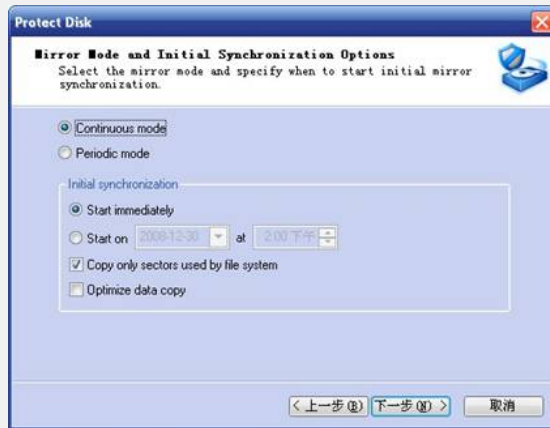 Protect Disk
Mirror Mode and Initial Synchronization Options
Select the mirror mode and specify when to start initial mirror
synchronization.
Continuous mode
Periodic mode
Initial synchronization
Start immediately
Start on 2008-12-30 at 2:00 下午
Copy only sectors used by file system
Optimize data copy
< 上一步(B) 下一步(N) > 取消